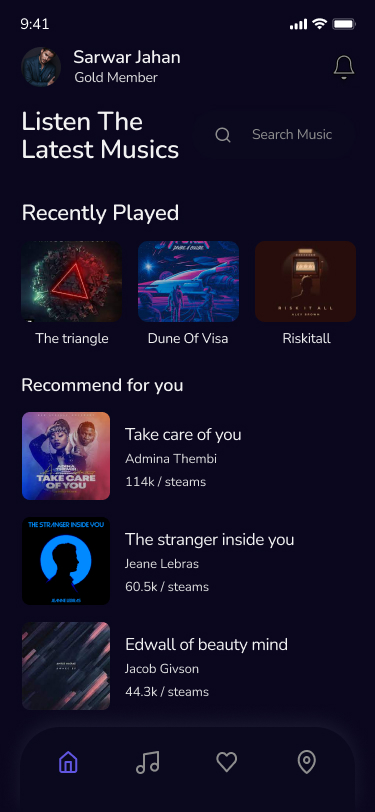 9:41
Sarwar Jahan
Gold Member
Listen The
Latest Musics
Search Music
Recently Played
DUNE OF VISA
RISK IT ALL
The triangle
Dune Of Visa
Riskitall
Recommend for you
TAKE CARE
OF YOU
Take care of you
Admina Thembi
114k / steams
THE STRANGER INSIDE YOU
The stranger inside you
Jeane Lebras
60.5k / steams
Edwall of beauty mind
Jacob Givson
44.3k / steams